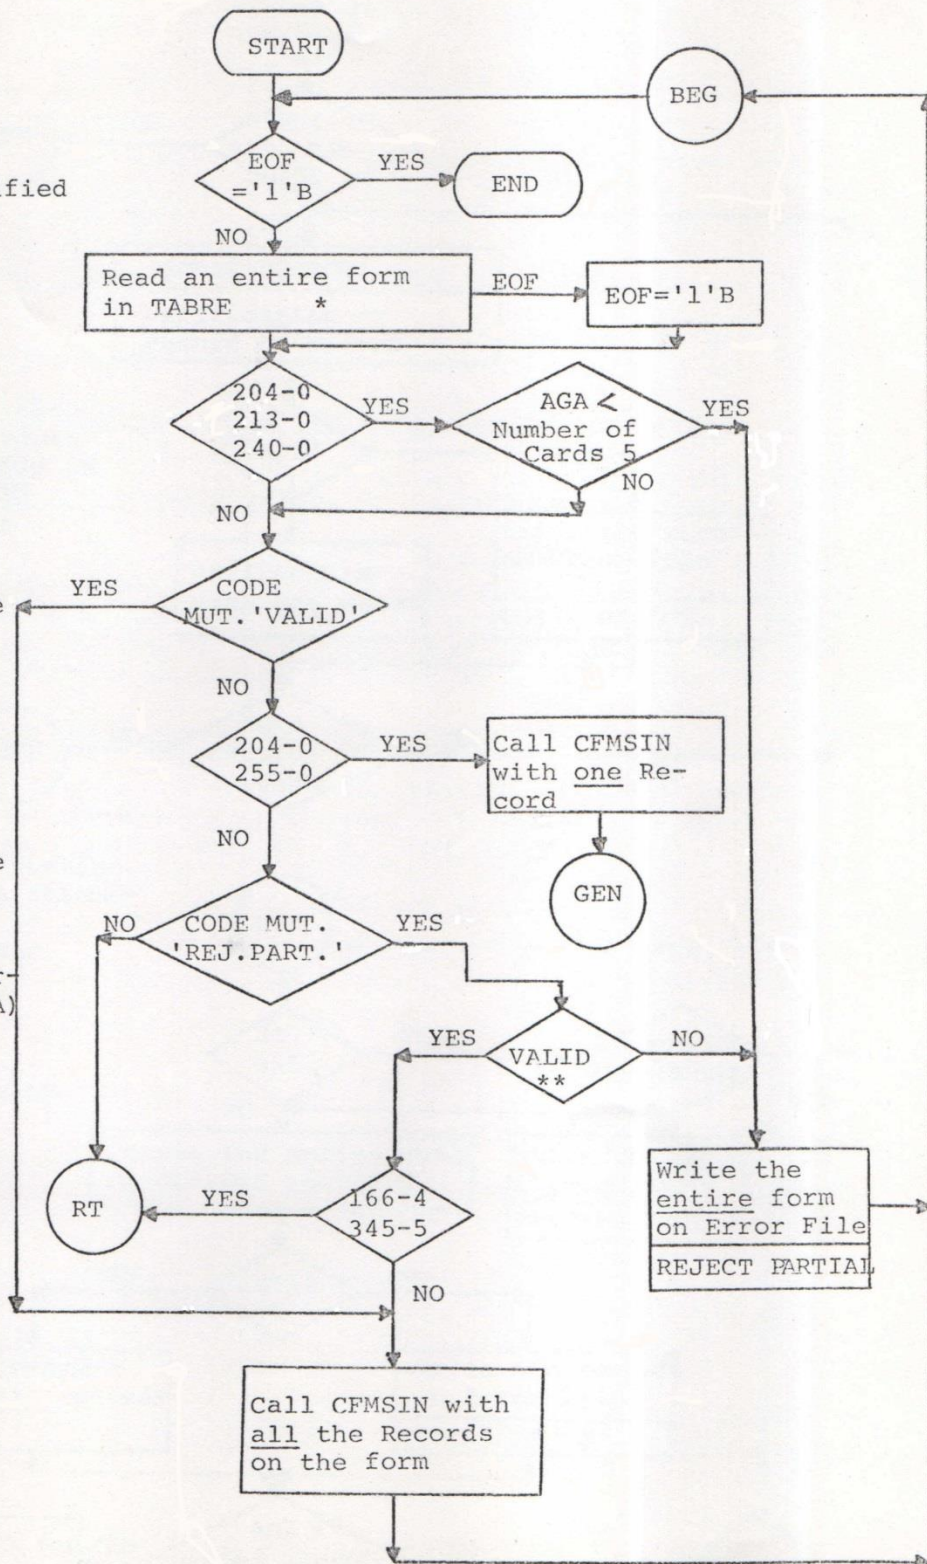 START
BEG
EOF
='1'B
YES
END
ified
NO
Read an entire form
in TABRE *
EOF
EOF='1'B
204-0
213-0
240-0
YES
AGA <
Number of
Cards 5
YES
NO
NO
YES
e
CODE
MUT.'VALID'
NO
204-0
255-0
YES
Call CFMSIN
with one Re-
cord
NO
e
GEN
NO
CODE MUT.
'REJ.PART.'
YES
A)
YES
VALID
**
NO
RT
YES
166-4
345-5
Write the
entire form
on Error File
REJECT PARTIAL
NO
Call CFMSIN with
all the Records
on the form